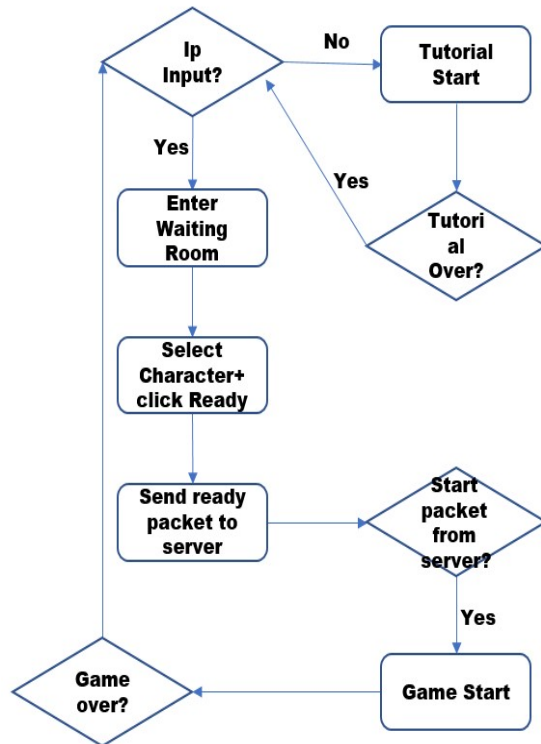 Ip
Input?
No
Tutorial
Start
Yes
Yes
Enter
Waiting
Room
Tutori
al
Over?
Select
Character+
click Ready
Send ready
packet to
server
Start
packet
from
server?
Yes
Game
over?
Game Start